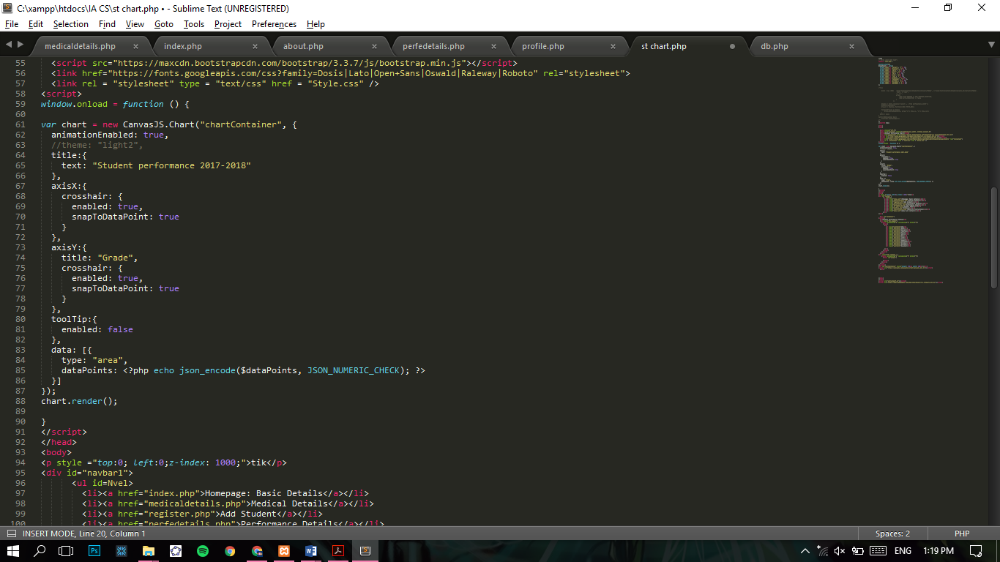 C:\xampp\htdocs\IA CS\st chart.php • - Sublime Text (UNREGISTERED)
File Edit Selection Find View Goto Tools Project Preferences Help
medicaldetails.php index.php about.php perfedetails.php profile.php st chart.php db.php
55 <script src="https://maxcdn.bootstrapcdn.com/bootstrap/3.3.7/js/bootstrap.min.js"></script>
56 <link href="https://fonts.googleapis.com/css?family=Dosis|Lato|Open+Sans|Oswald|Raleway|Roboto" rel="stylesheet">
57 <link rel = "stylesheet" type = "text/css" href = "Style.css" />
58 <script>
59 window.onload = function () {
60
61 var chart = new CanvasJS.Chart("chartContainer", {
62 animationEnabled: true,
63 //theme: "light2",
64 title:{
65 text: "Student performance 2017-2018"
66 },
67 axisX:{
68 crosshair: {
69 enabled: true,
70 snapToDataPoint: true
71 }
72 },
73 axisY:{
74 title: "Grade",
75 crosshair: {
76 enabled: true,
77 snapToDataPoint: true
78 }
79 },
80 toolTip:{
81 enabled: false
82 },
83 data: [{
84 type: "area",
85 dataPoints: <?php echo json_encode($dataPoints, JSON_NUMERIC_CHECK); ?>
86 }]
87 });
88 chart.render();
89
90 }
91 </script>
92 </head>
93 <body>
94 <p style ="top:0; left:0;z-index: 1000;">tik</p>
95 <div id="navbar1">
96 <ul id=Nvel>
97 <li><a href="index.php">Homepage: Basic Details</a></li>
98 <li><a href="medicaldetails.php">Medical Details</a></li>
99 <li><a href="register.php">Add Student</a></li>
100 <li><a href="perfedetails.php">Performance Details</a></li>
INSERT MODE, Line 20, Column 1 Spaces: 2 PHP
ENG 1:19 PM